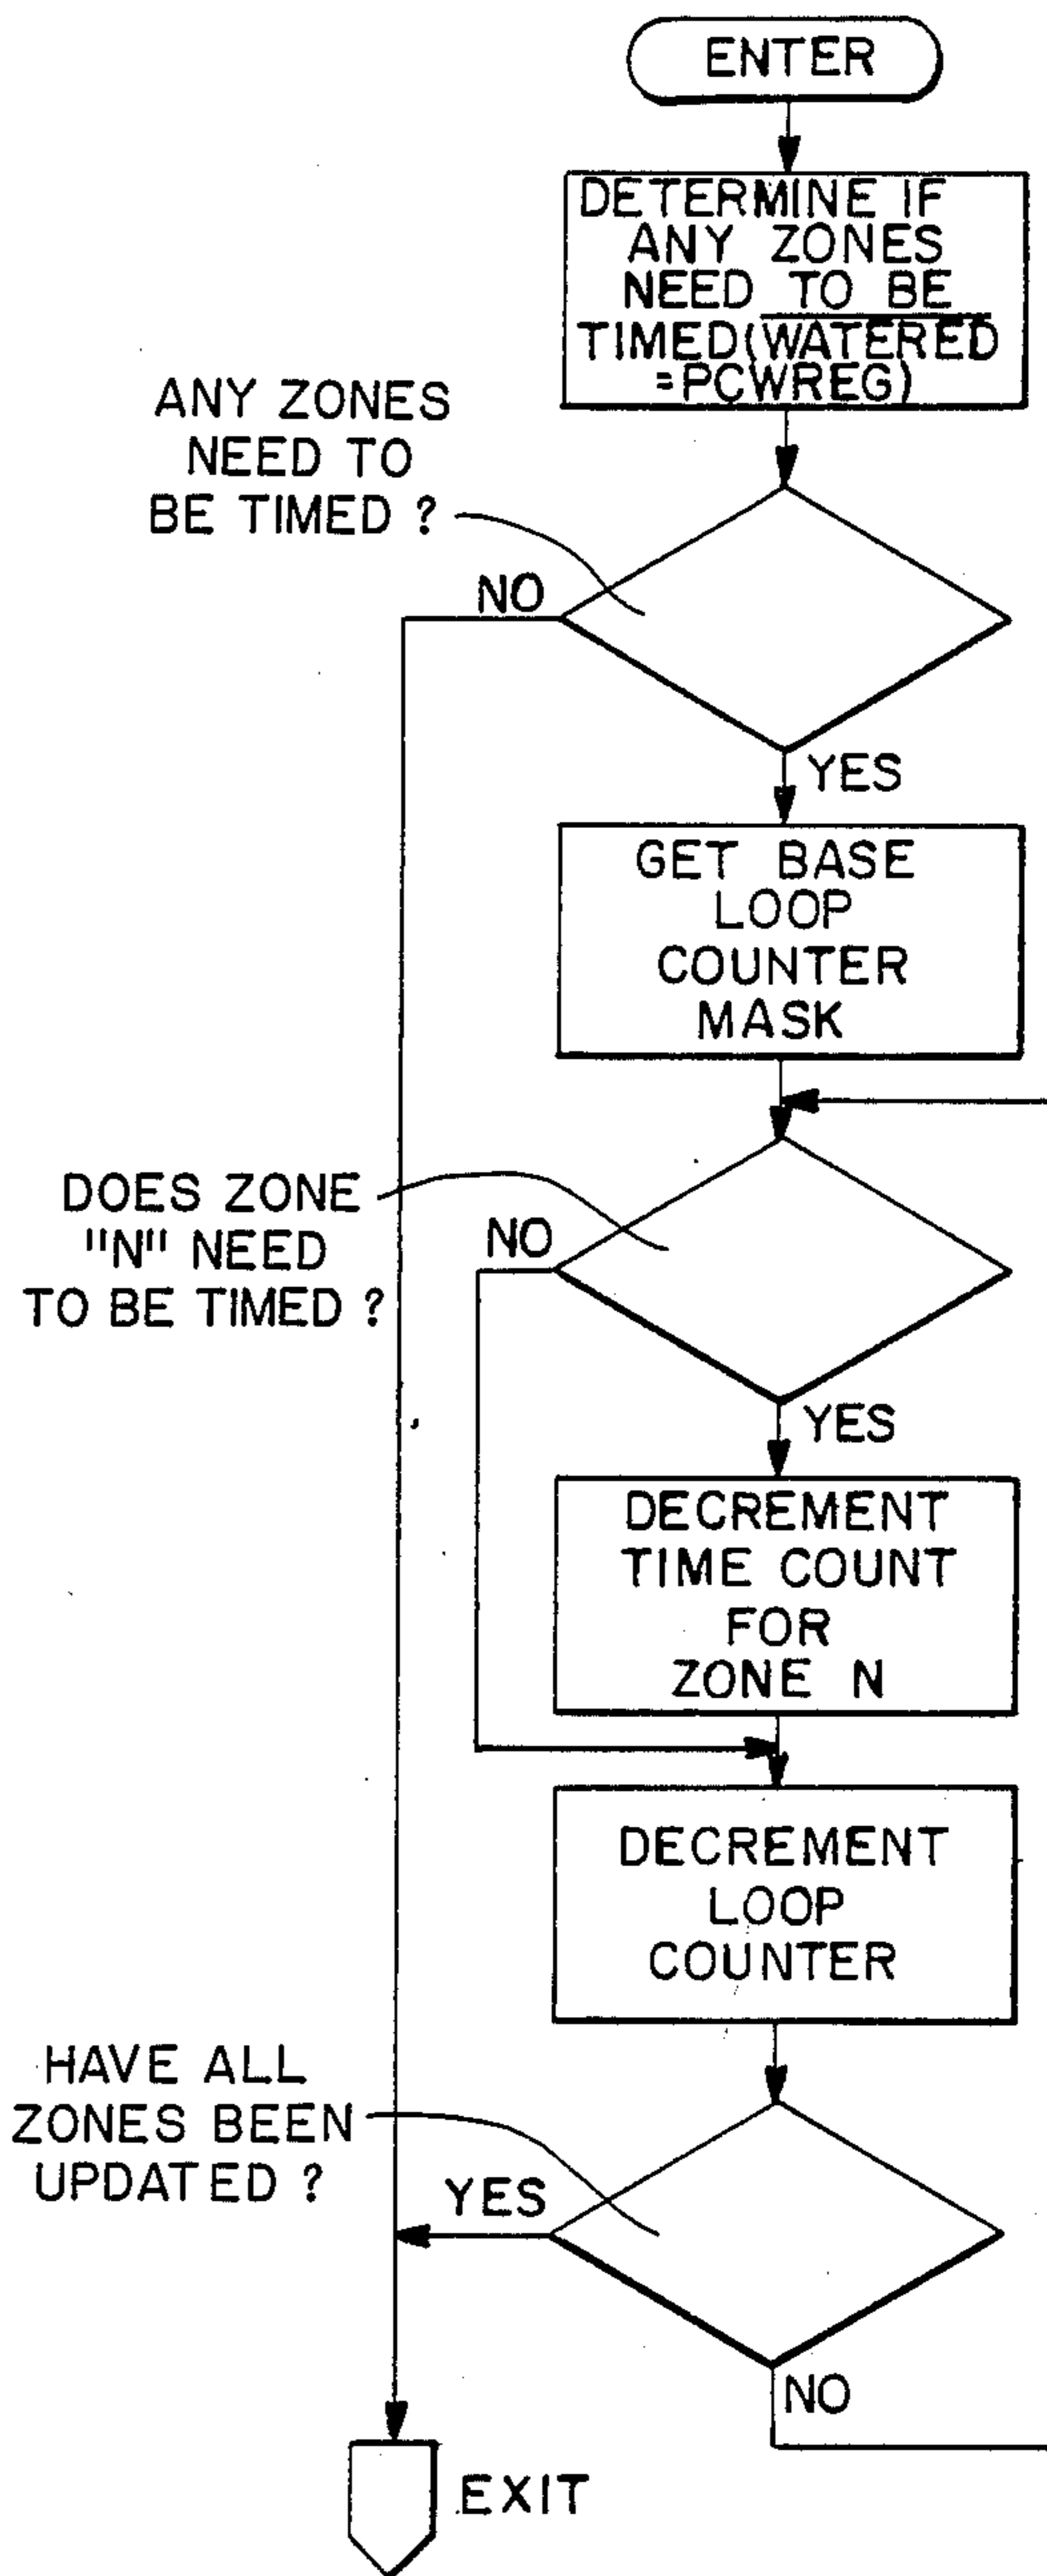 ENTER
DETERMINE IF
ANY ZONES
NEED TO BE
TIMED(WATERED
=PCWREG)
ANY ZONES
NEED TO
BE TIMED ?
NO
YES
GET BASE
LOOP
COUNTER
MASK
DOES ZONE
"N" NEED
TO BE TIMED ?
NO
YES
DECREMENT
TIME COUNT
FOR
ZONE N
DECREMENT
LOOP
COUNTER
HAVE ALL
ZONES BEEN
UPDATED ?
YES
NO
EXIT